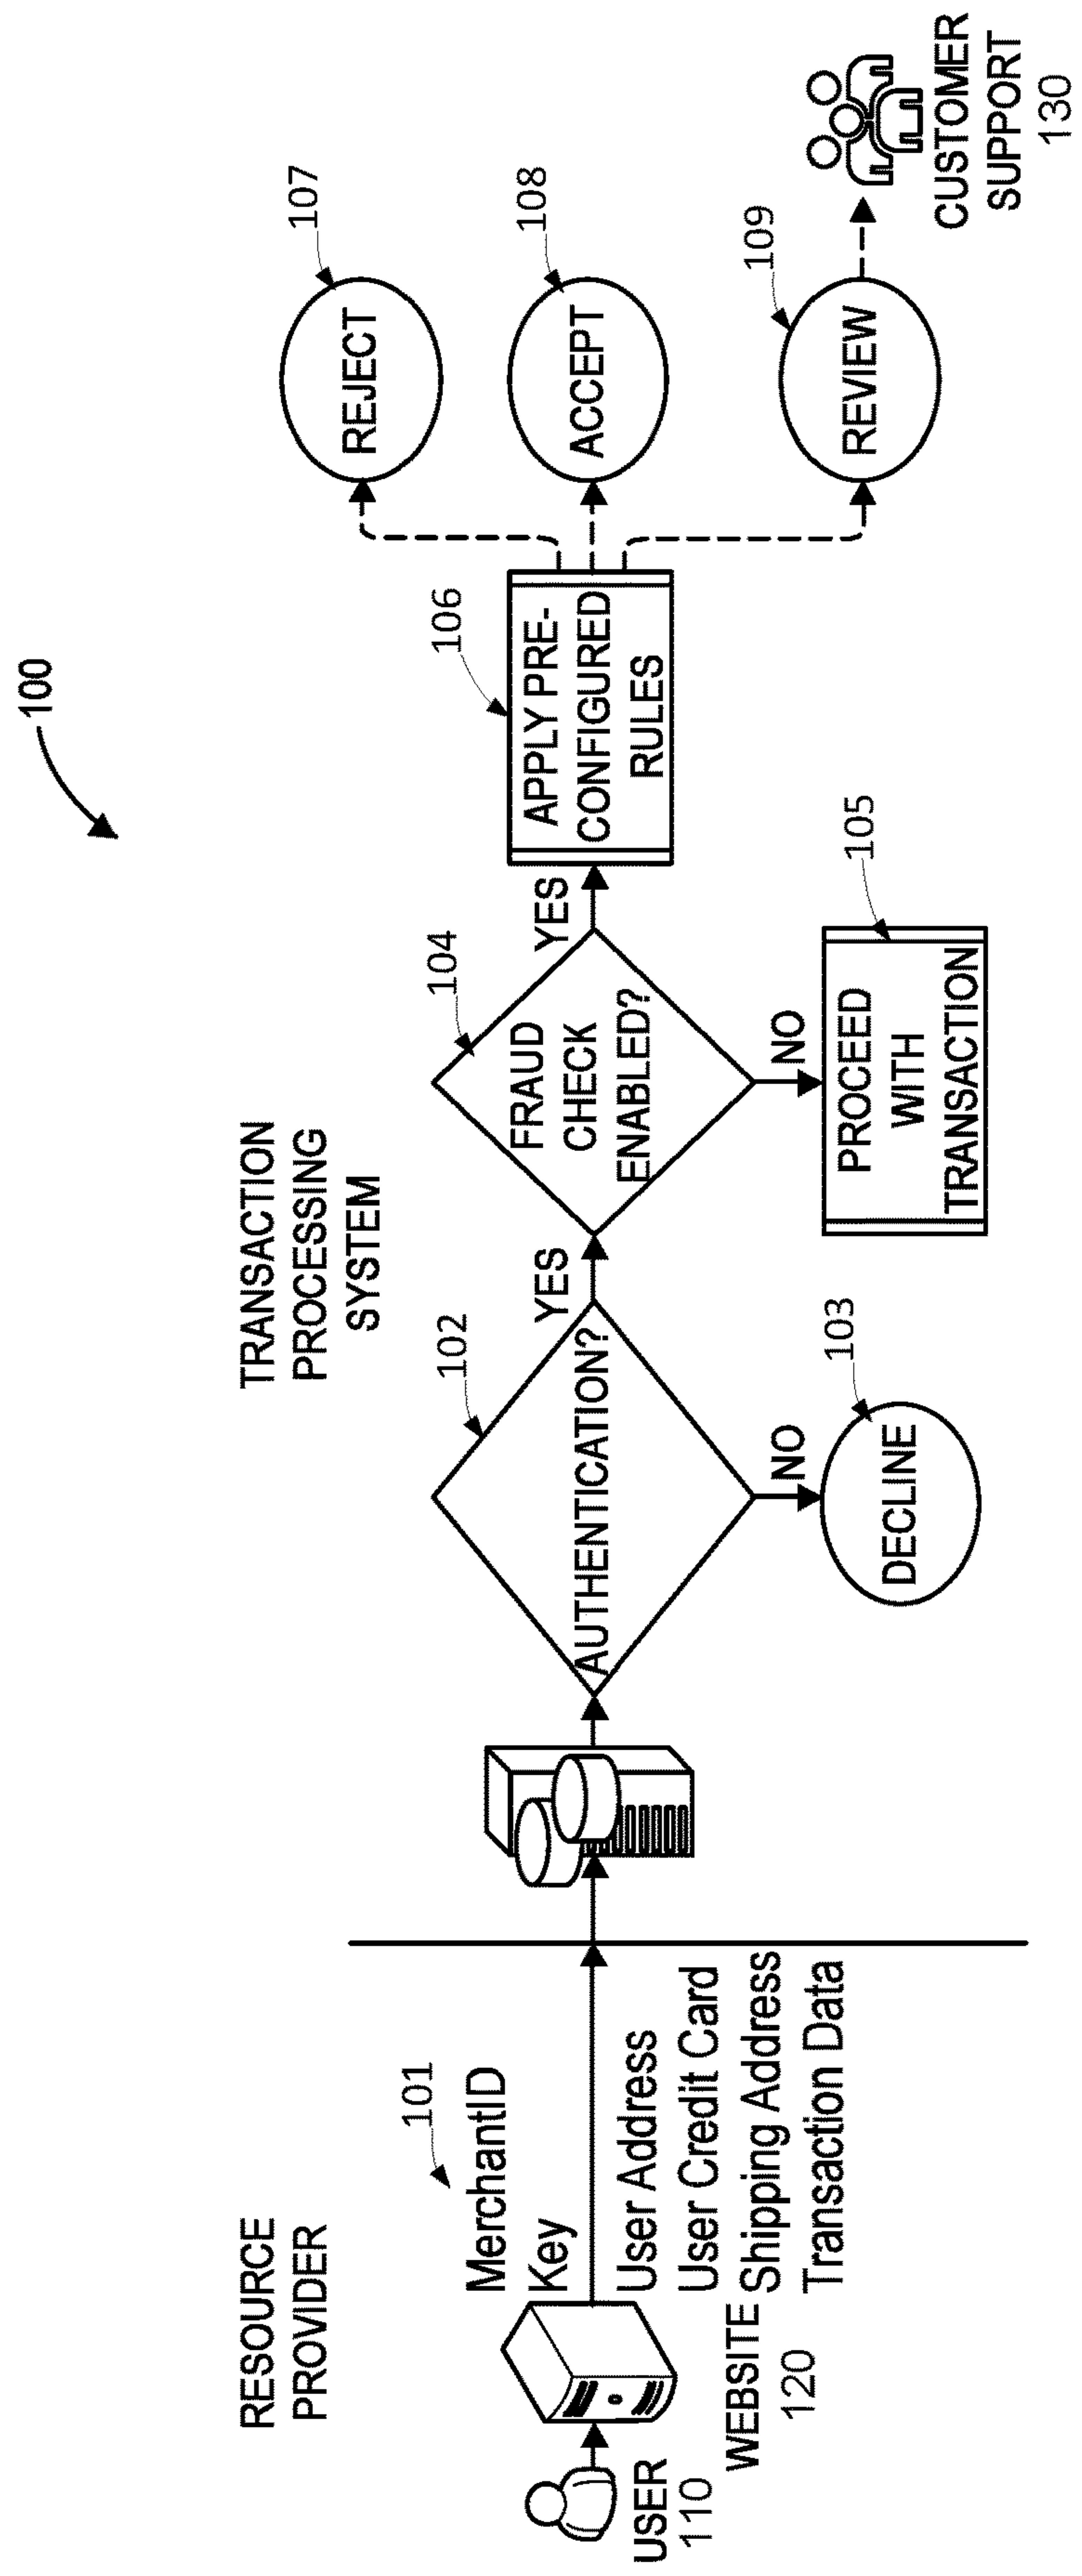 100
RESOURCE
PROVIDER
TRANSACTION
PROCESSING
SYSTEM
101
MerchantID
Key
User Address
User Credit Card
Shipping Address
Transaction Data
USER
110
WEBSITE
120
102
AUTHENTICATION?
YES
NO
103
DECLINE
104
FRAUD
CHECK
ENABLED?
YES
NO
105
PROCEED
WITH
TRANSACTION
106
APPLY PRE-
CONFIGURED
RULES
107
REJECT
108
ACCEPT
109
REVIEW
CUSTOMER
SUPPORT
130